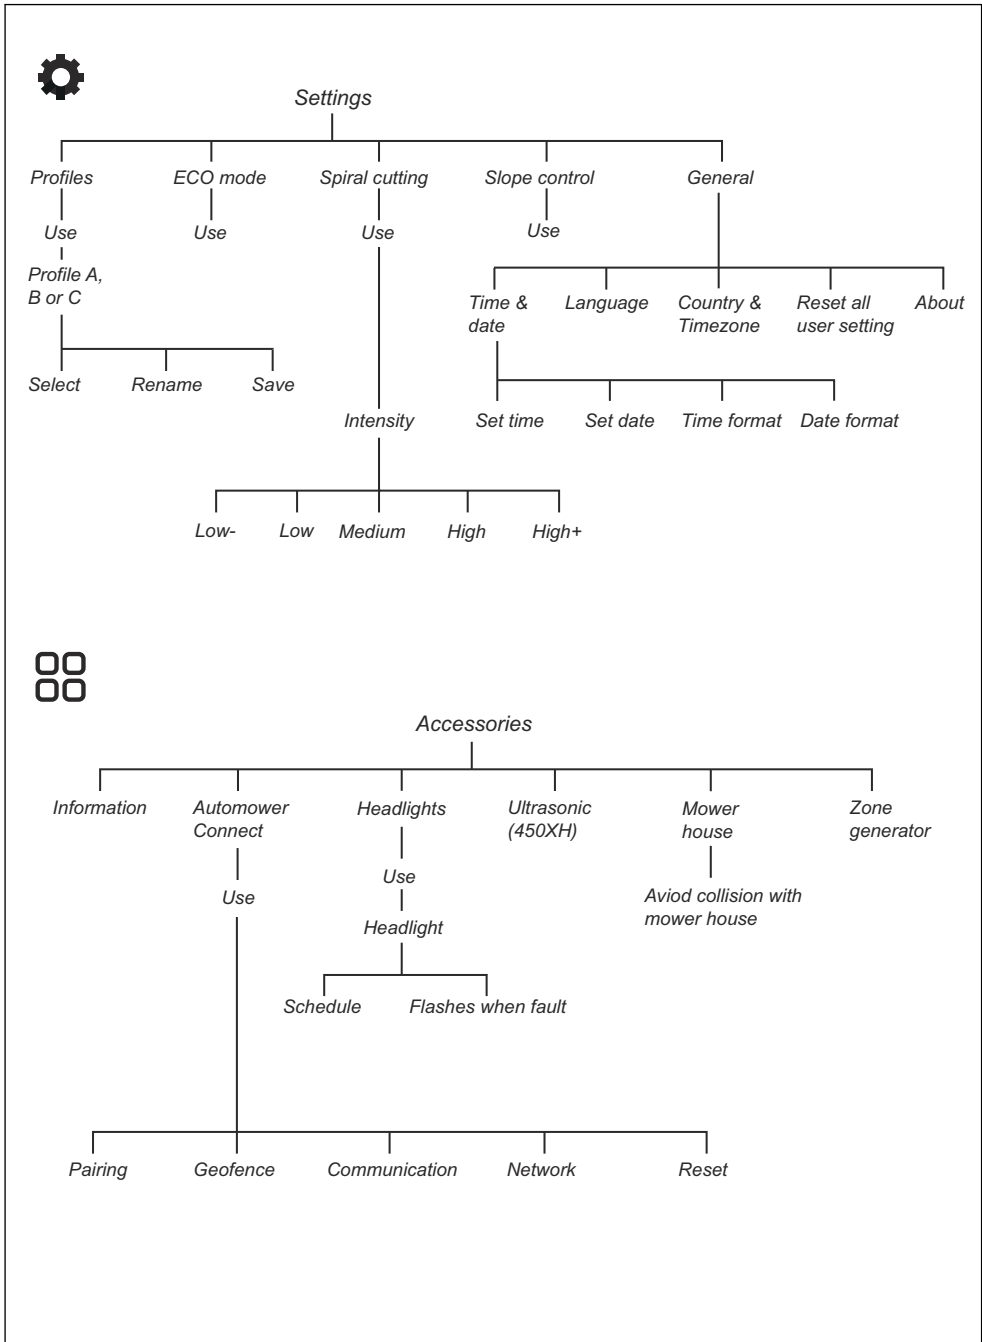 Settings
Profiles
ECO mode
Spiral cutting
Slope control
General
Use
Use
Use
Use
Profile A,
B or C
Time &
date
Language
Country &
Timezone
Reset all
user setting
About
Select
Rename
Save
Intensity
Set time
Set date
Time format
Date format
Low-
Low
Medium
High
High+
Accessories
Information
Automower
Connect
Headlights
Ultrasonic
(450XH)
Mower
house
Zone
generator
Use
Use
Aviod collision with
mower house
Headlight
Schedule
Flashes when fault
Pairing
Geofence
Communication
Network
Reset